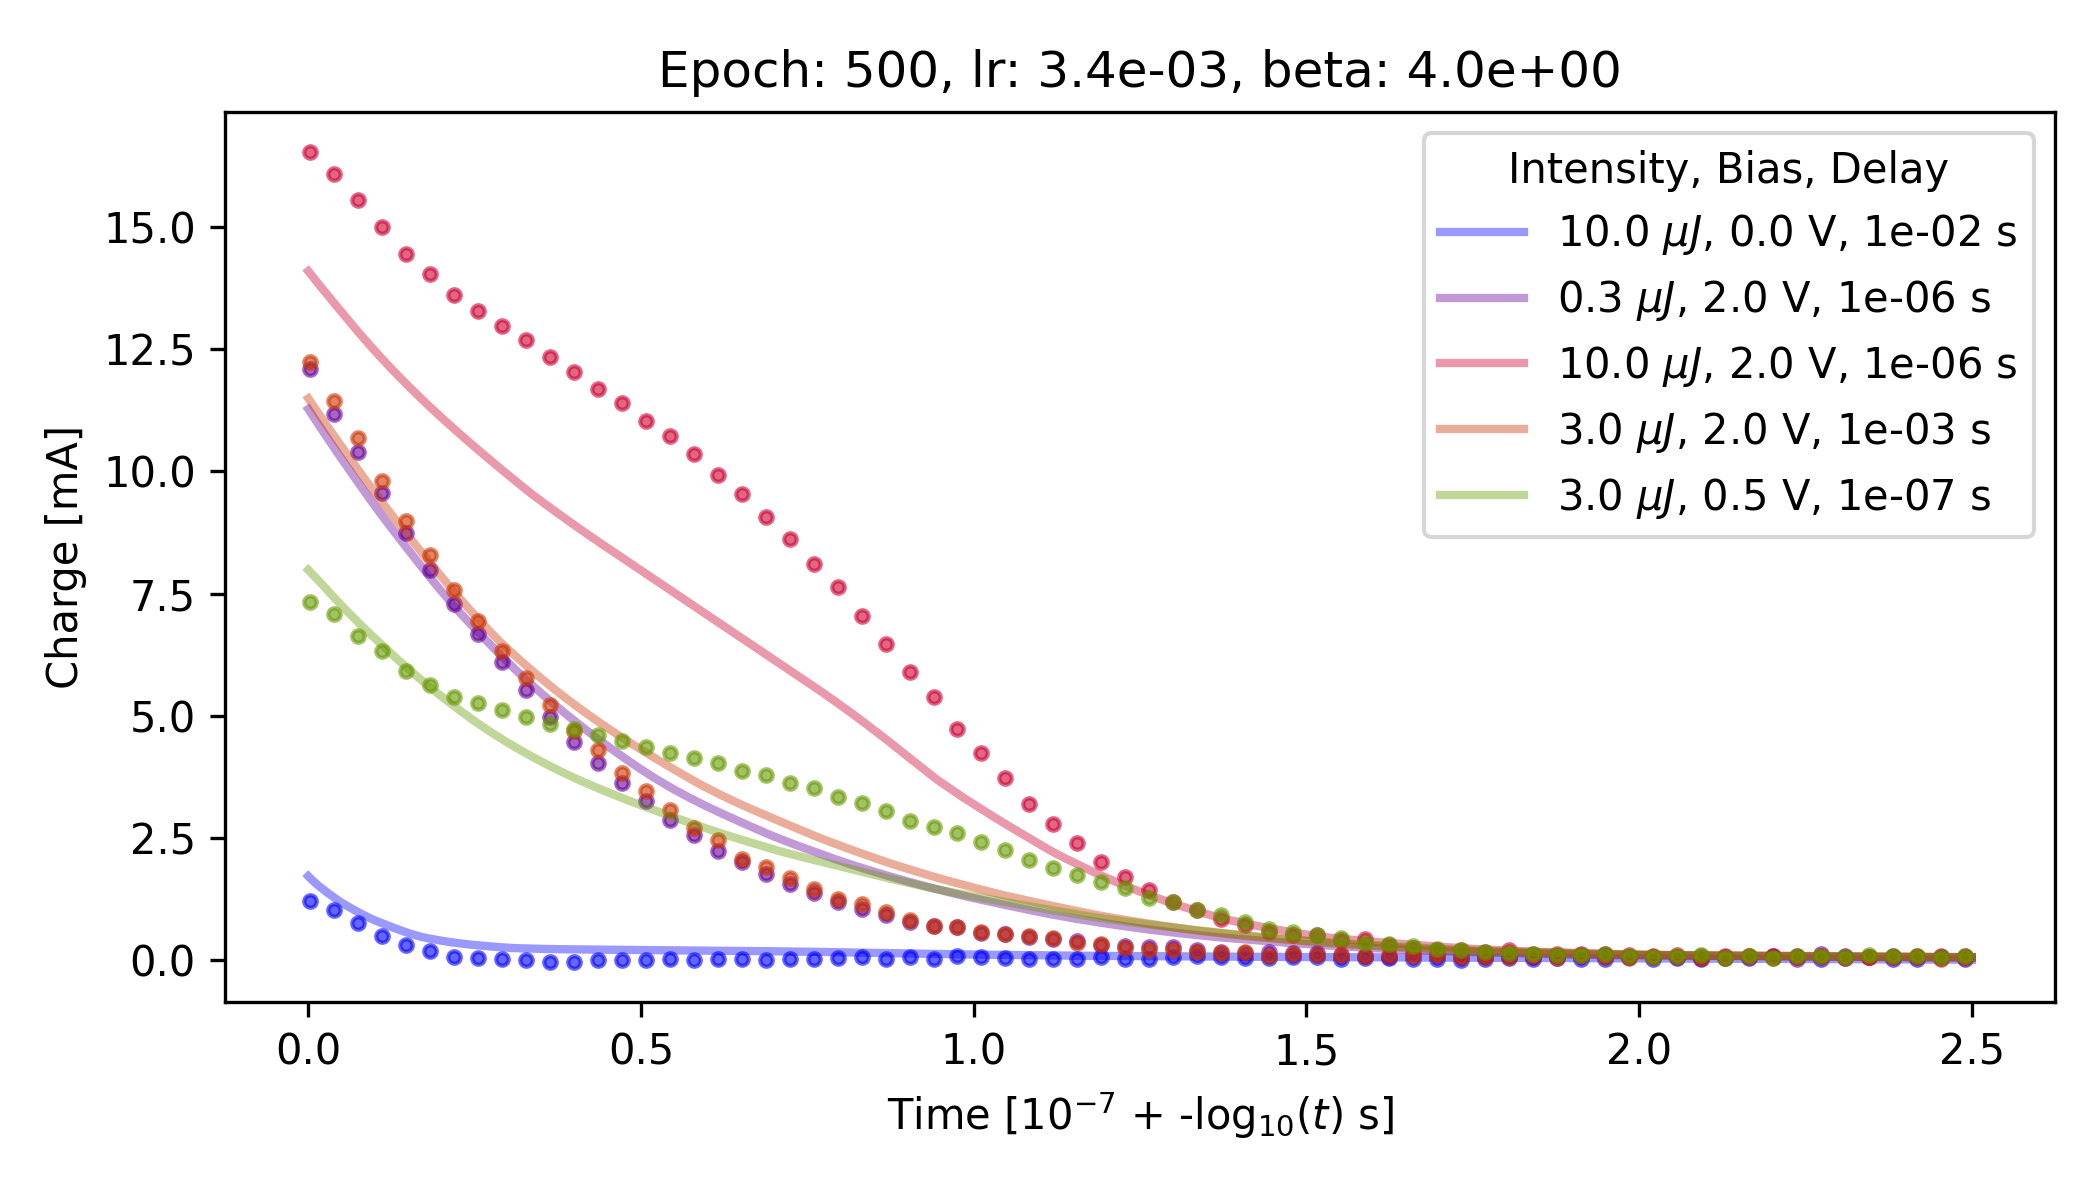 Epoch: 500, lr: 3.4e-03, beta: 4.0e+00
Charge [mA]
15.0
12.5
10.0
7.5
5.0
2.5
0.0
Intensity, Bias, Delay
10.0 μJ, 0.0 V, 1e-02 s
0.3 μJ, 2.0 V, 1e-06 s
10.0 μJ, 2.0 V, 1e-06 s
3.0 μJ, 2.0 V, 1e-03 s
3.0 μJ, 0.5 V, 1e-07 s
0.0 0.5 1.0 1.5 2.0 2.5
Time [10⁻⁷ + -log₁₀(t) s]